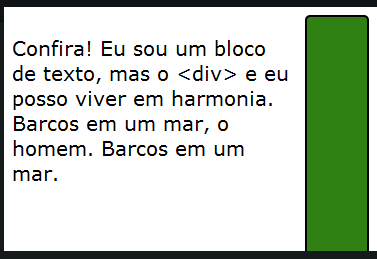 Confira! Eu sou um bloco
de texto, mas o <div> e eu
posso viver em harmonia.
Barcos em um mar, o
homem. Barcos em um
mar.